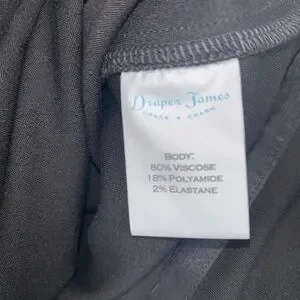 Draper James
GRACE & CHARM
BODY:
80% VISCOSE
18% POLYAMIDE
2% ELASTANE